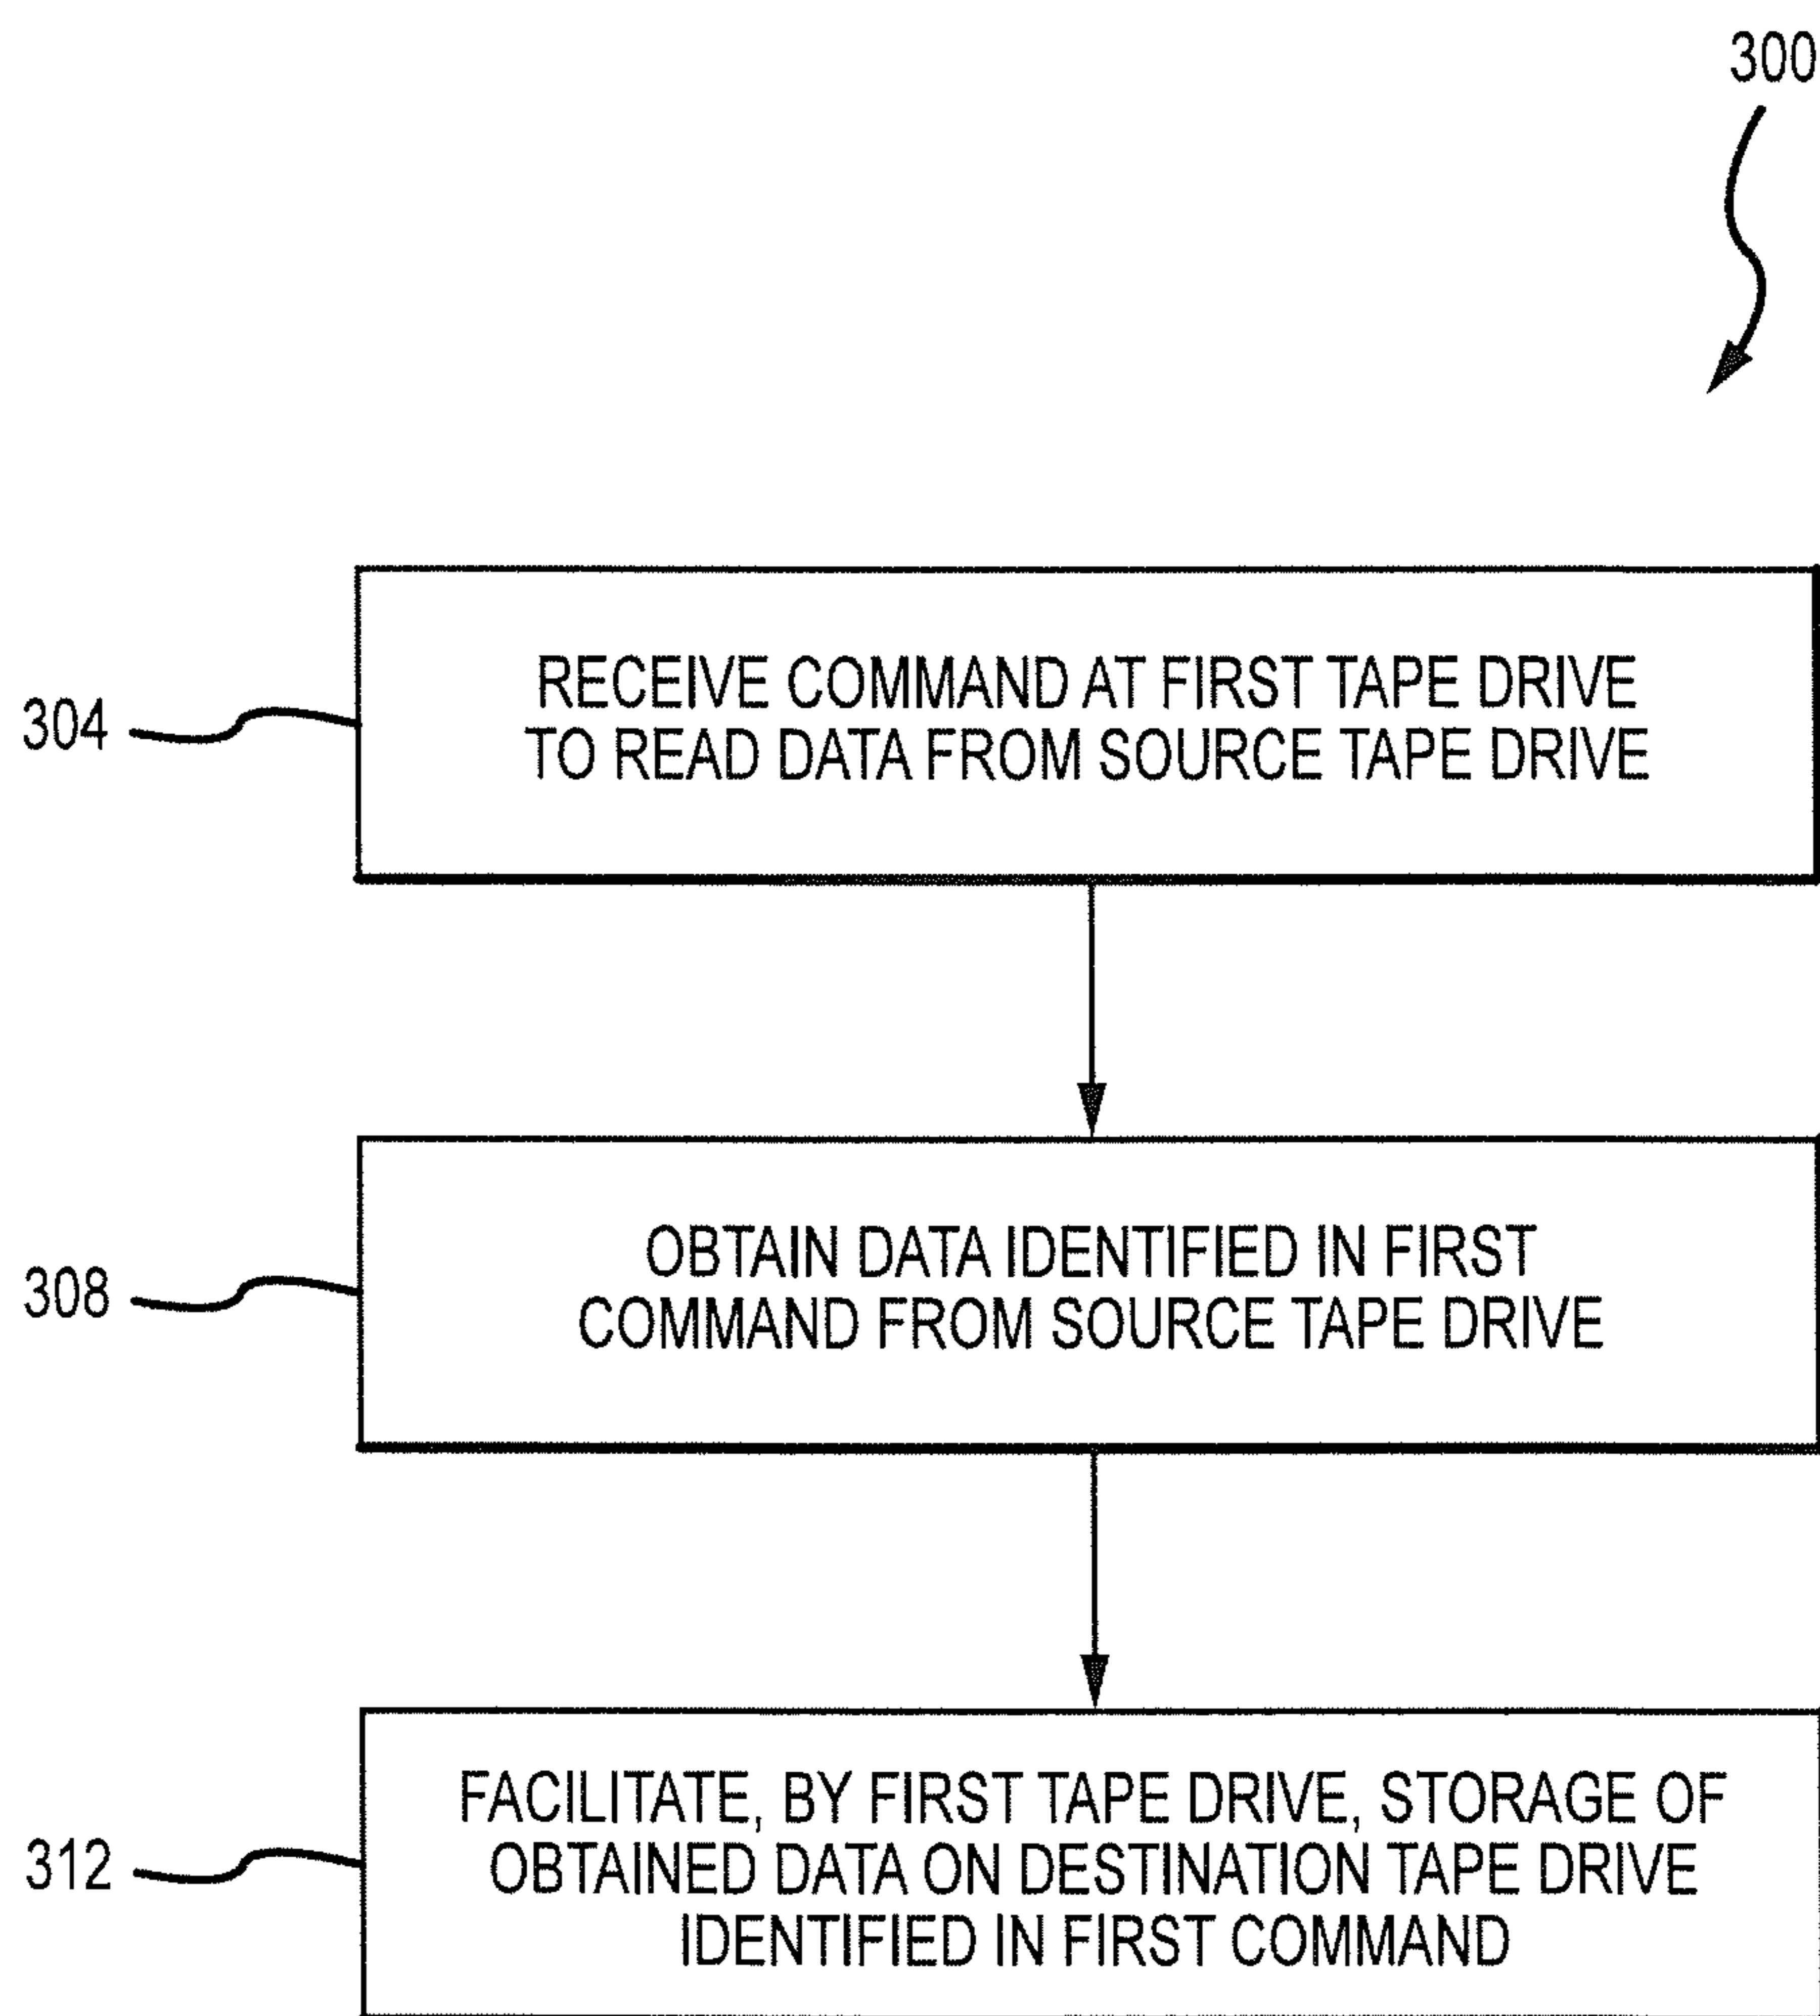 300
304
RECEIVE COMMAND AT FIRST TAPE DRIVE
TO READ DATA FROM SOURCE TAPE DRIVE
308
OBTAIN DATA IDENTIFIED IN FIRST
COMMAND FROM SOURCE TAPE DRIVE
312
FACILITATE, BY FIRST TAPE DRIVE, STORAGE OF
OBTAINED DATA ON DESTINATION TAPE DRIVE
IDENTIFIED IN FIRST COMMAND